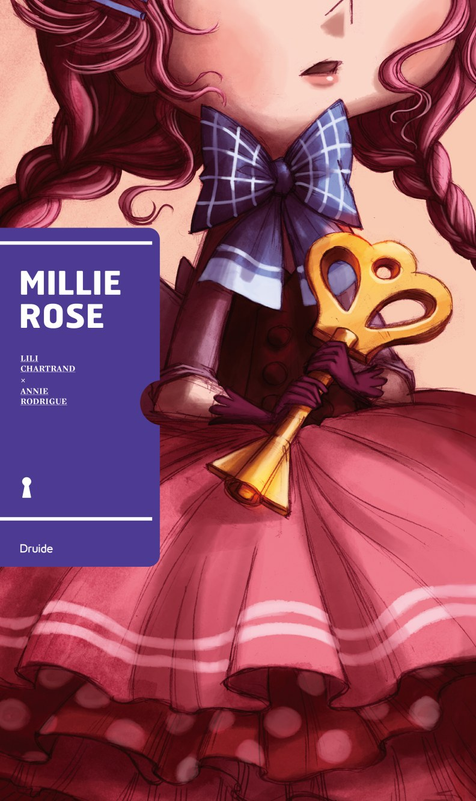 MILLIE
ROSE
LILI
CHARTRAND
×
ANNIE
RODRIGUE
Druide